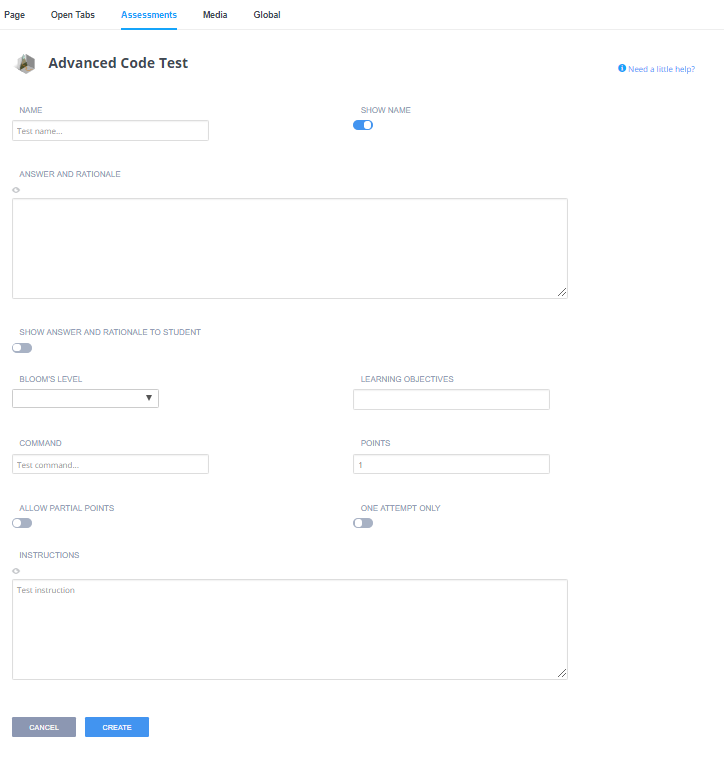 Page Open Tabs Assessments Media Global
Advanced Code Test
Need a little help?
NAME SHOW NAME
Test name...
ANSWER AND RATIONALE
SHOW ANSWER AND RATIONALE TO STUDENT
BLOOM'S LEVEL LEARNING OBJECTIVES
COMMAND POINTS
Test command... 1
ALLOW PARTIAL POINTS ONE ATTEMPT ONLY
INSTRUCTIONS
Test instruction
CANCEL CREATE